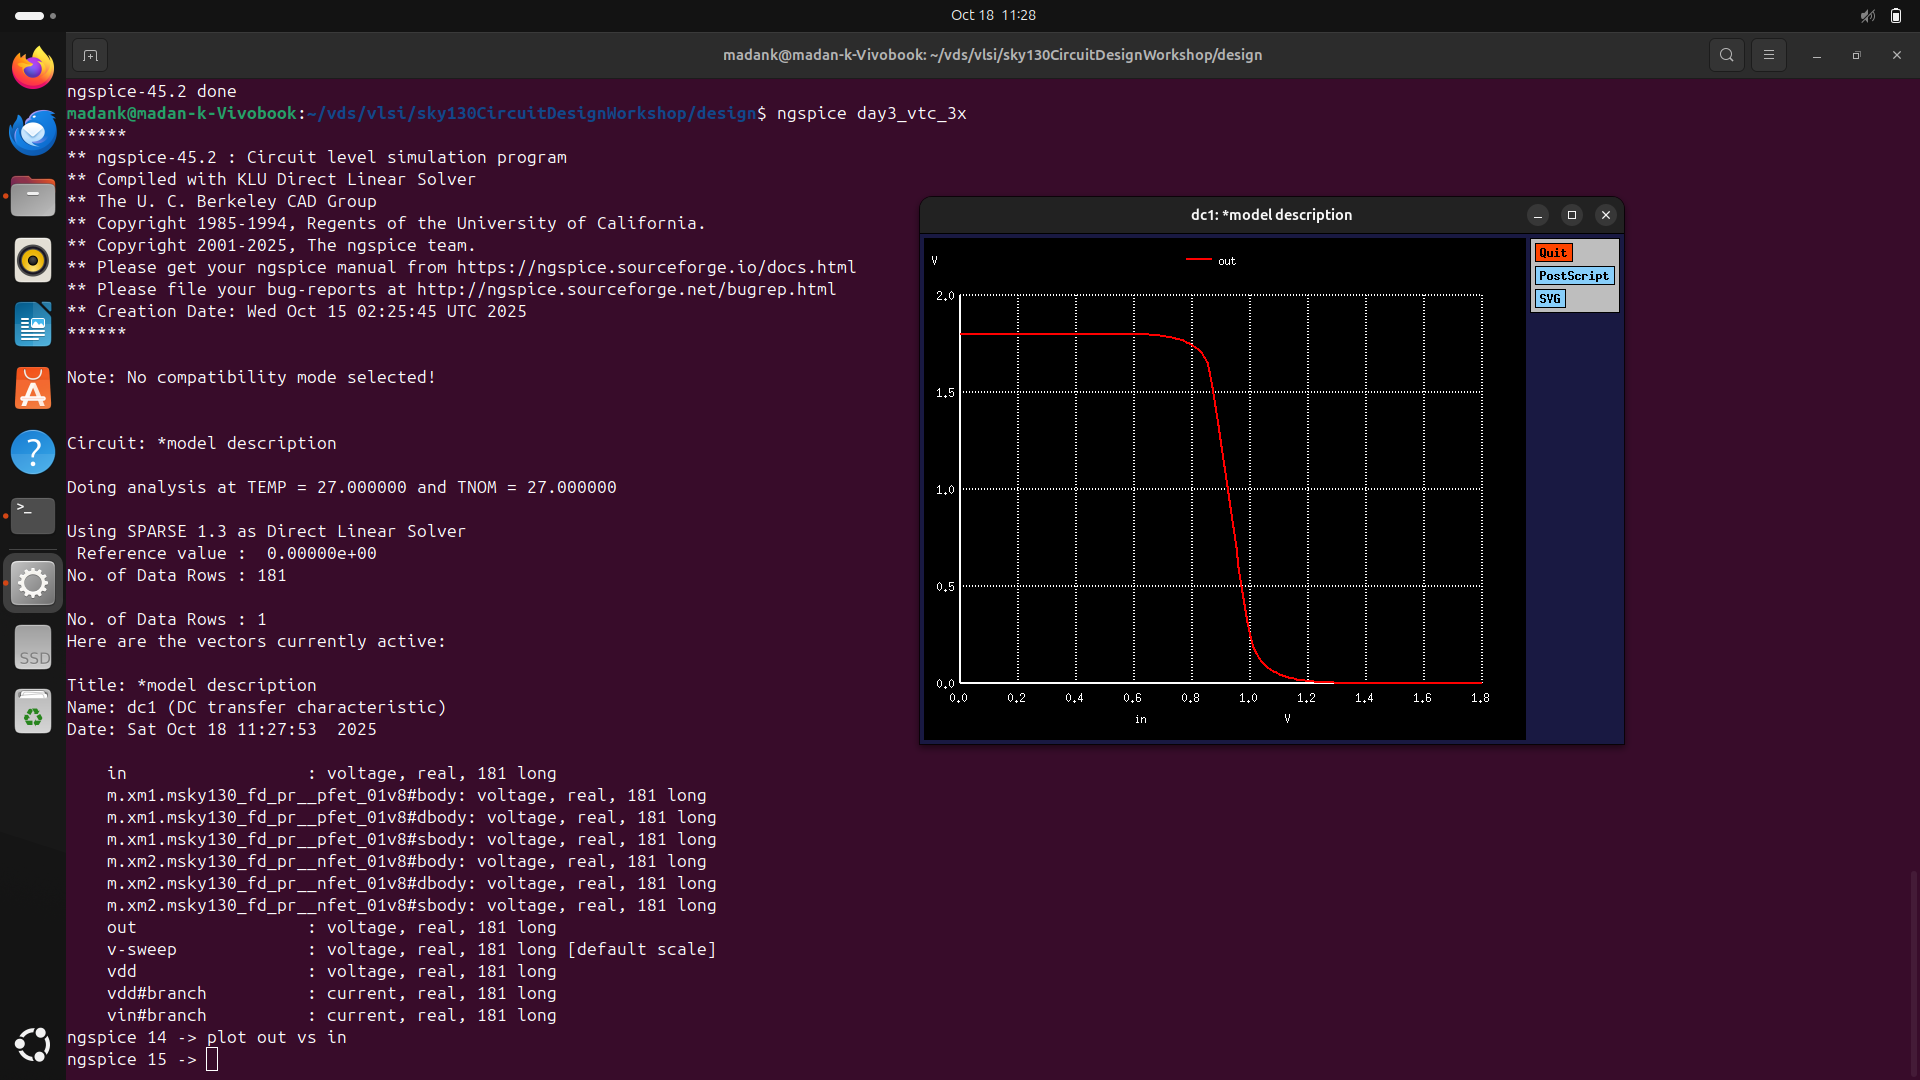 Oct 18 11:28
madank@madan-k-Vivobook: ~/vds/vlsi/sky130CircuitDesignWorkshop/design
ngspice-45.2 done
madank@madan-k-Vivobook:~/vds/vlsi/sky130CircuitDesignWorkshop/design$ ngspice day3_vtc_3x
******
** ngspice-45.2 : Circuit level simulation program
** Compiled with KLU Direct Linear Solver
** The U. C. Berkeley CAD Group
** Copyright 1985-1994, Regents of the University of California.
** Copyright 2001-2025, The ngspice team.
** Please get your ngspice manual from https://ngspice.sourceforge.io/docs.html
** Please file your bug-reports at http://ngspice.sourceforge.net/bugrep.html
** Creation Date: Wed Oct 15 02:25:45 UTC 2025
******
Note: No compatibility mode selected!
Circuit: *model description
Doing analysis at TEMP = 27.000000 and TNOM = 27.000000
Using SPARSE 1.3 as Direct Linear Solver
Reference value :  0.00000e+00
No. of Data Rows : 181
No. of Data Rows : 1
Here are the vectors currently active:
Title: *model description
Name: dc1 (DC transfer characteristic)
Date: Sat Oct 18 11:27:53  2025
in : voltage, real, 181 long
m.xm1.msky130_fd_pr__pfet_01v8#body: voltage, real, 181 long
m.xm1.msky130_fd_pr__pfet_01v8#dbody: voltage, real, 181 long
m.xm1.msky130_fd_pr__pfet_01v8#sbody: voltage, real, 181 long
m.xm2.msky130_fd_pr__nfet_01v8#body: voltage, real, 181 long
m.xm2.msky130_fd_pr__nfet_01v8#dbody: voltage, real, 181 long
m.xm2.msky130_fd_pr__nfet_01v8#sbody: voltage, real, 181 long
out : voltage, real, 181 long
v-sweep : voltage, real, 181 long [default scale]
vdd : voltage, real, 181 long
vdd#branch : current, real, 181 long
vin#branch : current, real, 181 long
ngspice 14 -> plot out vs in
ngspice 15 ->
dc1: *model description
Quit
PostScript
SVG
V
out
2.0
1.5
1.0
0.5
0.0
0.0 0.2 0.4 0.6 0.8 1.0 1.2 1.4 1.6 1.8
in V
SSD